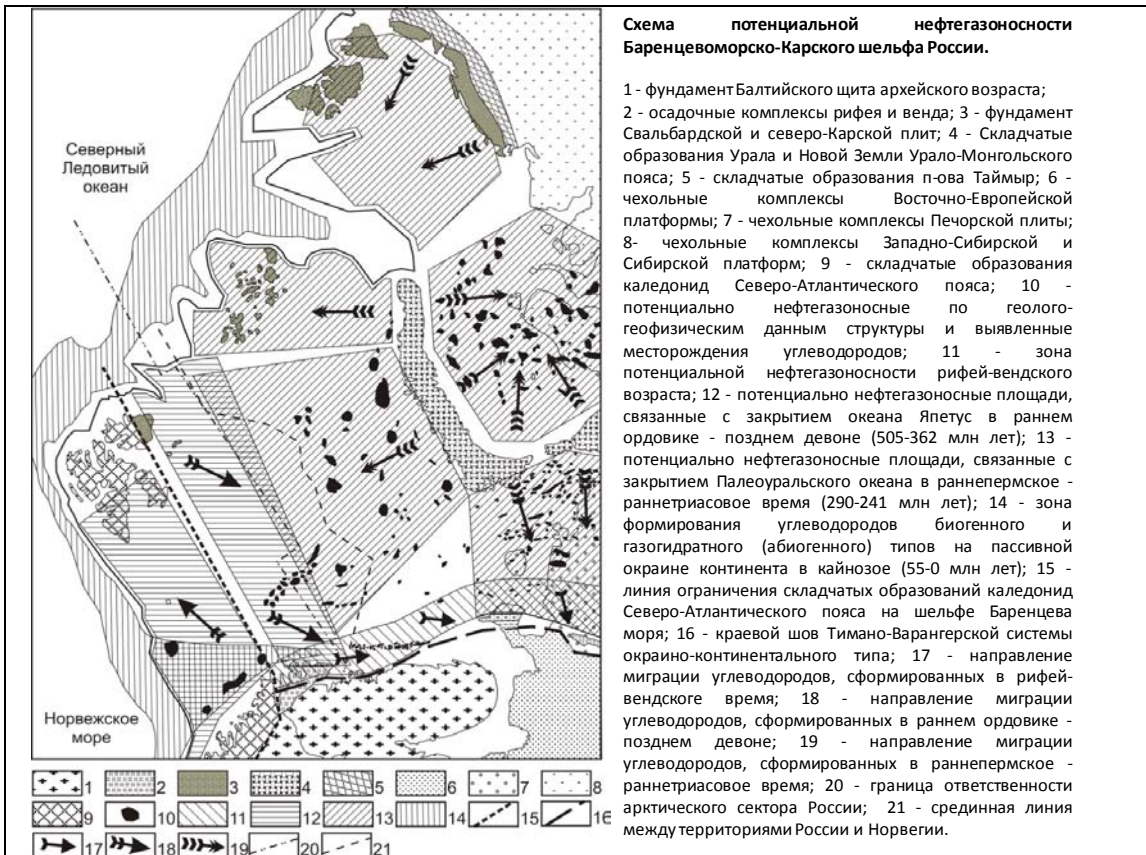 Северный
Ледовитый
океан
Норвежское
море
1 2 3 4 5 6 7 8
9 10 11 12 13 14 15 16
17 18 19 20 21
Схема потенциальной нефтегазоносности
Баренцевоморско-Карского шельфа России.
1 - фундамент Балтийского щита архейского возраста;
2 - осадочные комплексы рифея и венда; 3 - фундамент
Свальбардской и северо-Карской плит; 4 - Складчатые
образования Урала и Новой Земли Урало-Монгольского
пояса; 5 - складчатые образования п-ова Таймыр; 6 -
чехольные комплексы Восточно-Европейской
платформы; 7 - чехольные комплексы Печорской плиты;
8- чехольные комплексы Западно-Сибирской и
Сибирской платформ; 9 - складчатые образования
каледонид Северо-Атлантического пояса; 10 -
потенциально нефтегазоносные по геолого-
геофизическим данным структуры и выявленные
месторождения углеводородов; 11 - зона
потенциальной нефтегазоносности рифей-вендского
возраста; 12 - потенциально нефтегазоносные площади,
связанные с закрытием океана Япетус в раннем
ордовике - позднем девоне (505-362 млн лет); 13 -
потенциально нефтегазоносные площади, связанные с
закрытием Палеоуральского океана в раннепермское -
раннетриасовое время (290-241 млн лет); 14 - зона
формирования углеводородов биогенного и
газогидратного (абиогенного) типов на пассивной
окраине континента в кайнозое (55-0 млн лет); 15 -
линия ограничения складчатых образований каледонид
Северо-Атлантического пояса на шельфе Баренцева
моря; 16 - краевой шов Тимано-Варангерской системы
окраино-континентального типа; 17 - направление
миграции углеводородов, сформированных в рифей-
вендское время; 18 - направление миграции
углеводородов, сформированных в раннем ордовике -
позднем девоне; 19 - направление миграции
углеводородов, сформированных в раннепермское -
раннетриасовое время; 20 - граница ответственности
арктического сектора России; 21 - срединная линия
между территориями России и Норвегии.